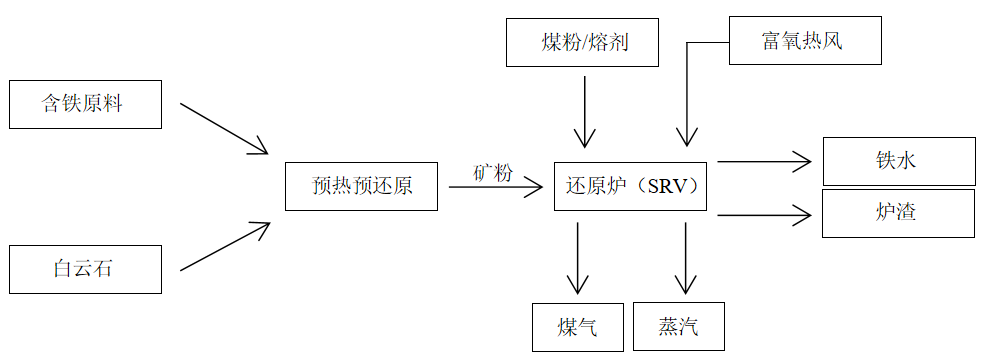 煤粉/熔剂
富氧热风
含铁原料
铁水
矿粉
预热预还原
还原炉（SRV）
炉渣
白云石
煤气
蒸汽